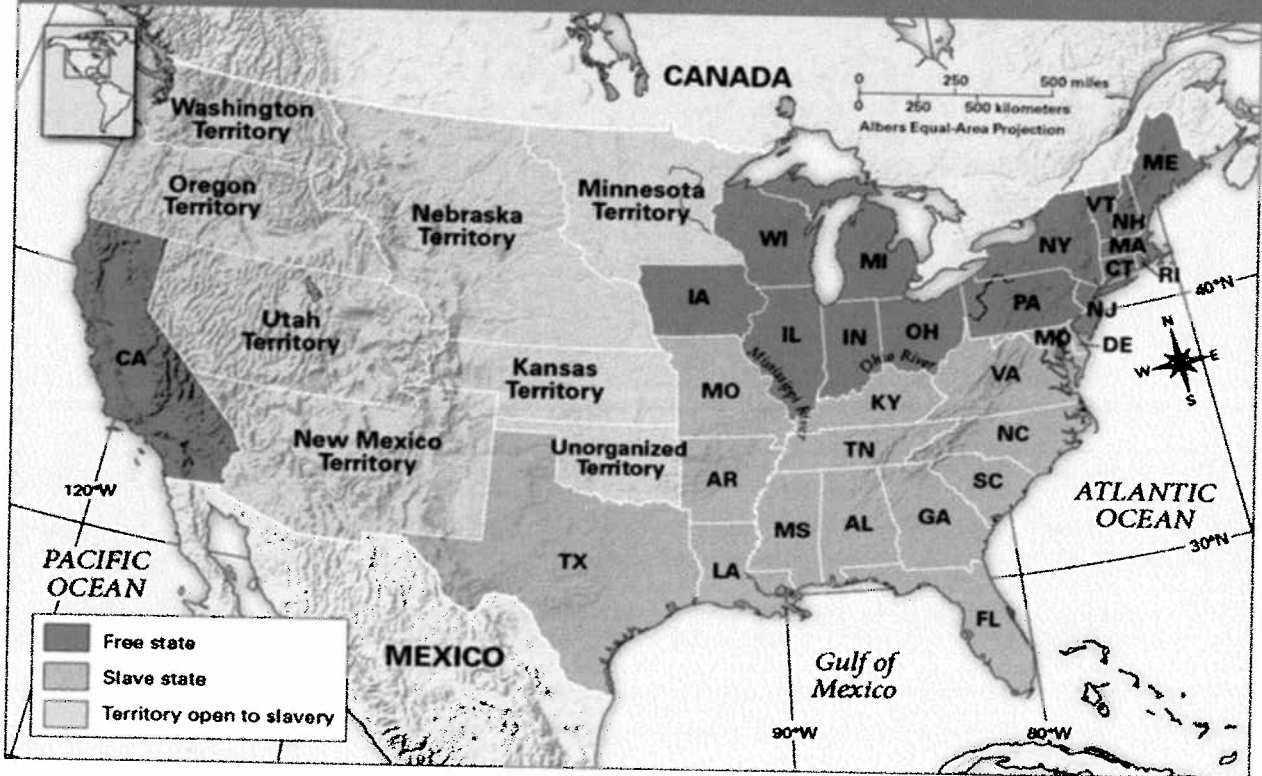 CANADA
0 250 500 miles
0 250 500 kilometers
Albers Equal-Area Projection
Washington
Territory
Oregon
Territory
Nebraska
Territory
Minnesota
Territory
Utah
Territory
Kansas
Territory
New Mexico
Territory
Unorganized
Territory
ME
VT
NH
MA
CT
RI
NY
WI
MI
IA
PA
NJ
IL
IN
OH
MD
DE
CA
MO
VA
KY
NC
TN
AR
SC
MS
AL
GA
TX
LA
FL
Mississippi River
Ohio River
40°N
N
W E
S
120°W
ATLANTIC
OCEAN
30°N
PACIFIC
OCEAN
MEXICO
Gulf of
Mexico
90°W
80°W
Free state
Slave state
Territory open to slavery